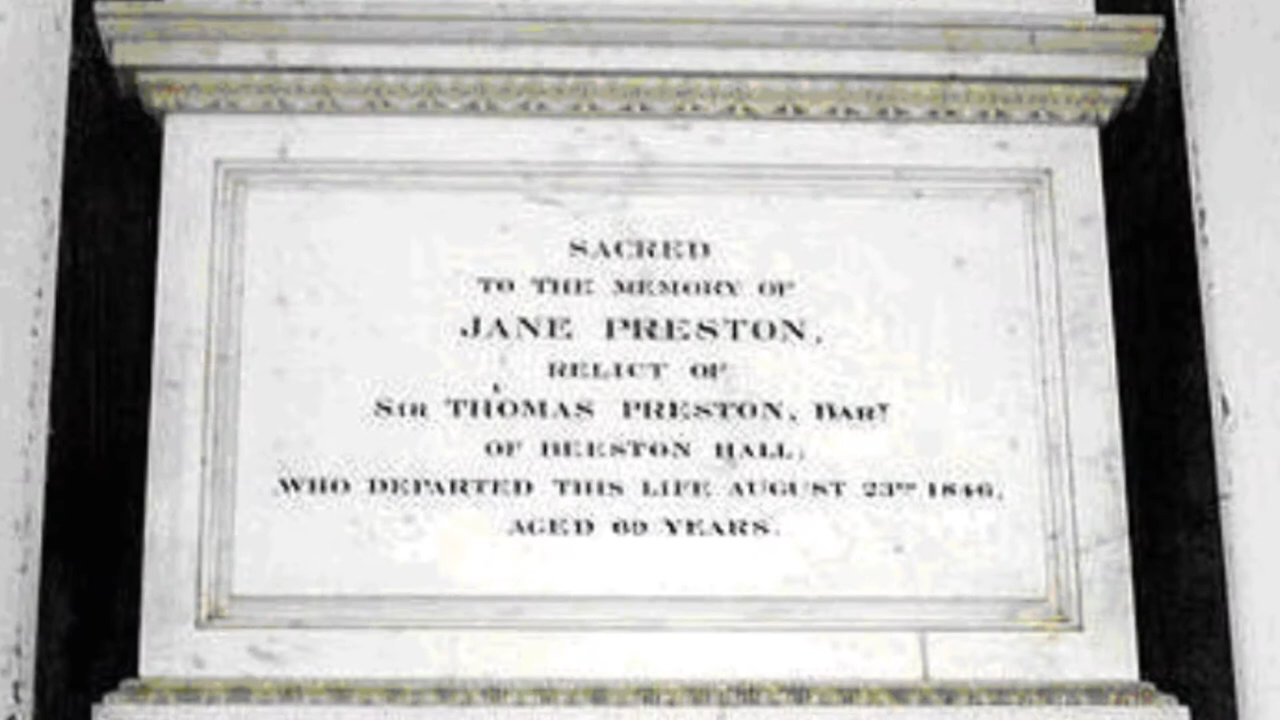 SACRED
TO THE MEMORY OF
JANE PRESTON,
RELICT OF
SIR THOMAS PRESTON, BART
OF BEESTON HALL,
WHO DEPARTED THIS LIFE AUGUST 23RD 1846,
AGED 69 YEARS.